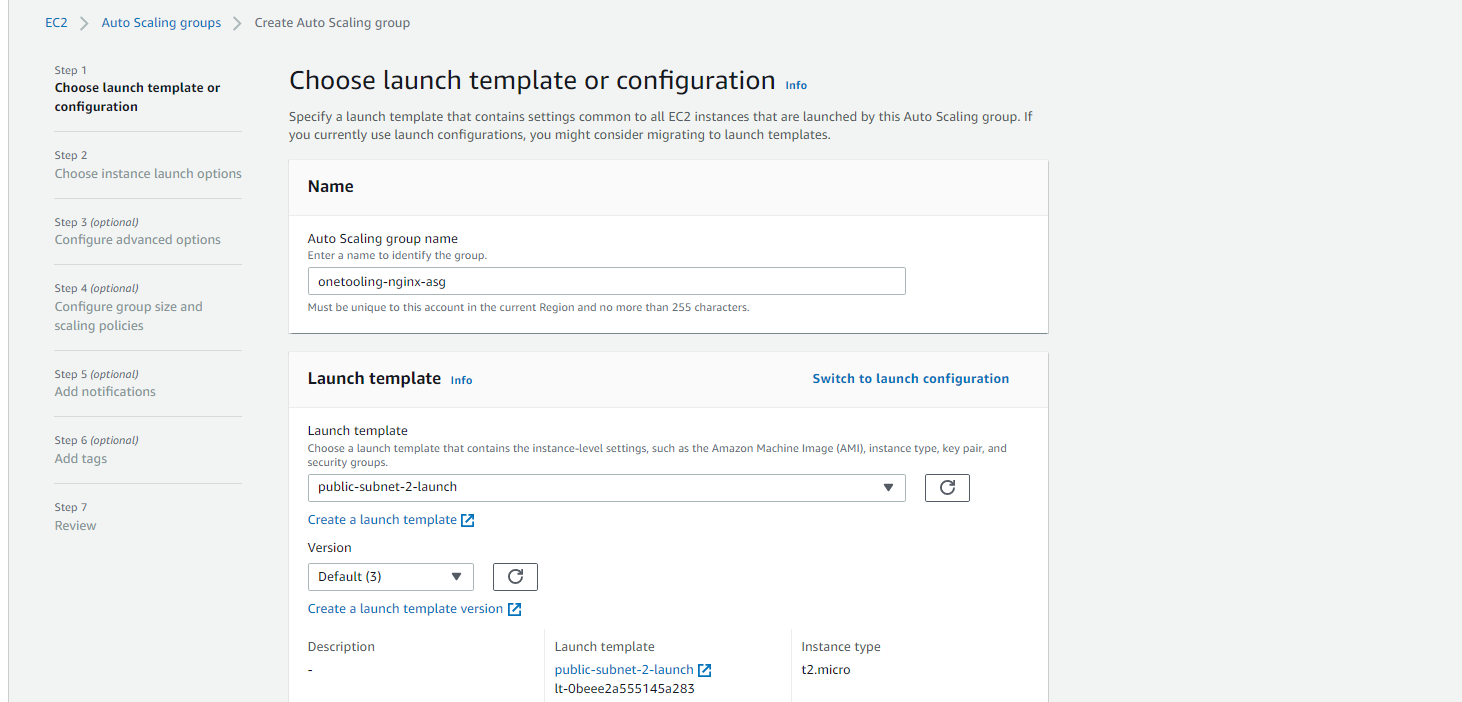 EC2 > Auto Scaling groups > Create Auto Scaling group
Step 1
Choose launch template or
configuration
Step 2
Choose instance launch options
Step 3 (optional)
Configure advanced options
Step 4 (optional)
Configure group size and
scaling policies
Step 5 (optional)
Add notifications
Step 6 (optional)
Add tags
Step 7
Review
Choose launch template or configuration Info
Specify a launch template that contains settings common to all EC2 instances that are launched by this Auto Scaling group. If
you currently use launch configurations, you might consider migrating to launch templates.
Name
Auto Scaling group name
Enter a name to identify the group.
onetooling-nginx-asg
Must be unique to this account in the current Region and no more than 255 characters.
Launch template Info
Switch to launch configuration
Launch template
Choose a launch template that contains the instance-level settings, such as the Amazon Machine Image (AMI), instance type, key pair, and
security groups.
public-subnet-2-launch
Create a launch template
Version
Default (3)
Create a launch template version
Description
-
Launch template
public-subnet-2-launch
lt-0beee2a555145a283
Instance type
t2.micro